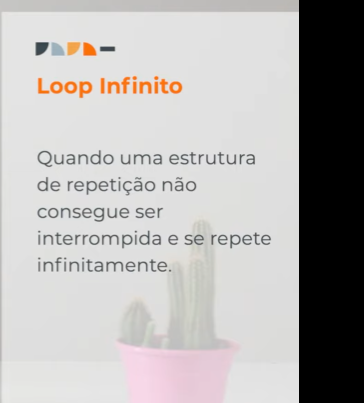 Loop Infinito
Quando uma estrutura
de repetição não
consegue ser
interrompida e se repete
infinitamente.